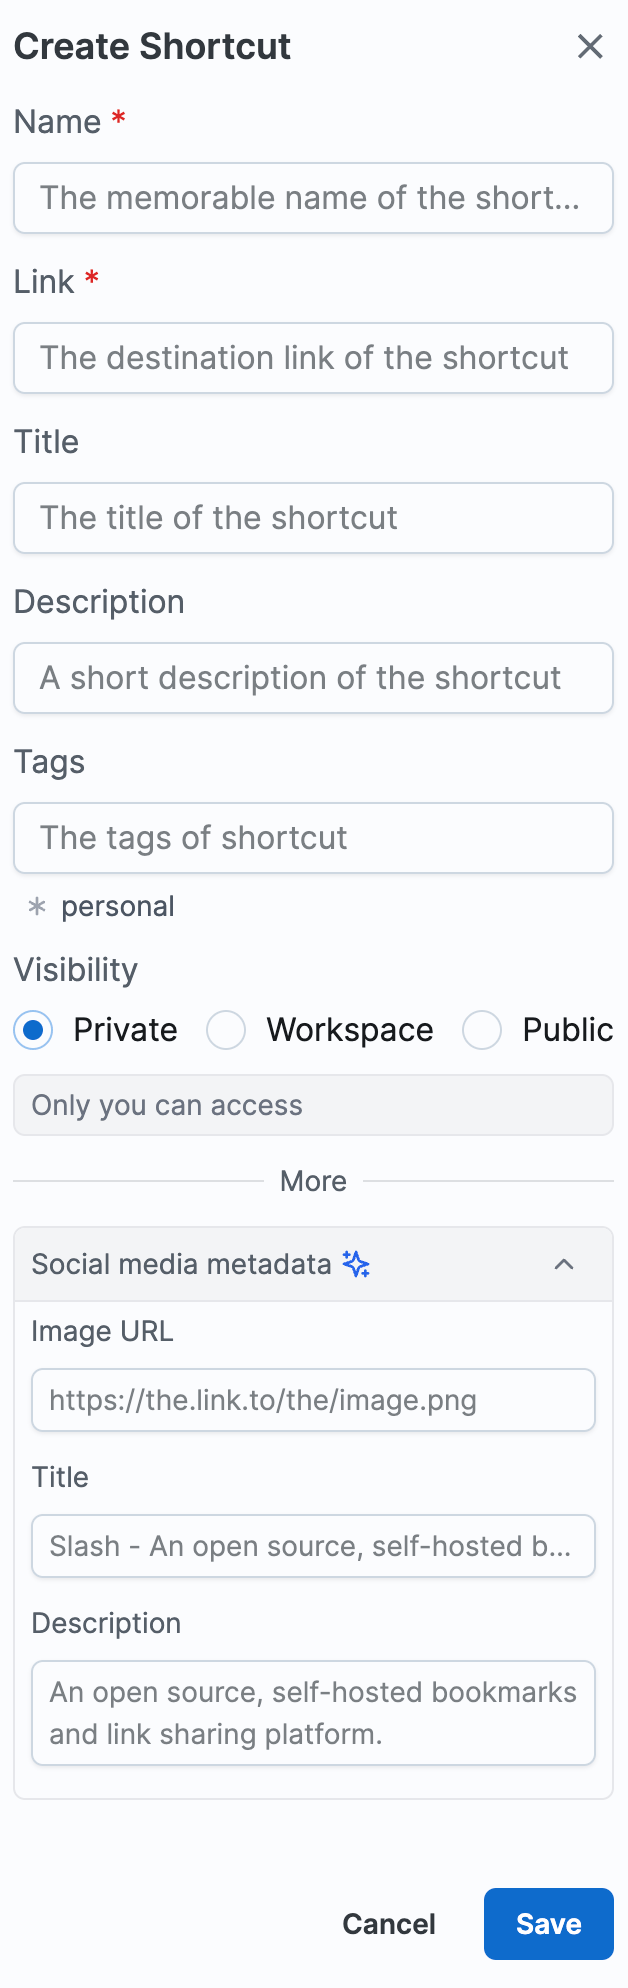 Create Shortcut
Name *
The memorable name of the short...
Link *
The destination link of the shortcut
Title
The title of the shortcut
Description
A short description of the shortcut
Tags
The tags of shortcut
* personal
Visibility
Private Workspace Public
Only you can access
More
Social media metadata
Image URL
https://the.link.to/the/image.png
Title
Slash - An open source, self-hosted b...
Description
An open source, self-hosted bookmarks
and link sharing platform.
Cancel Save